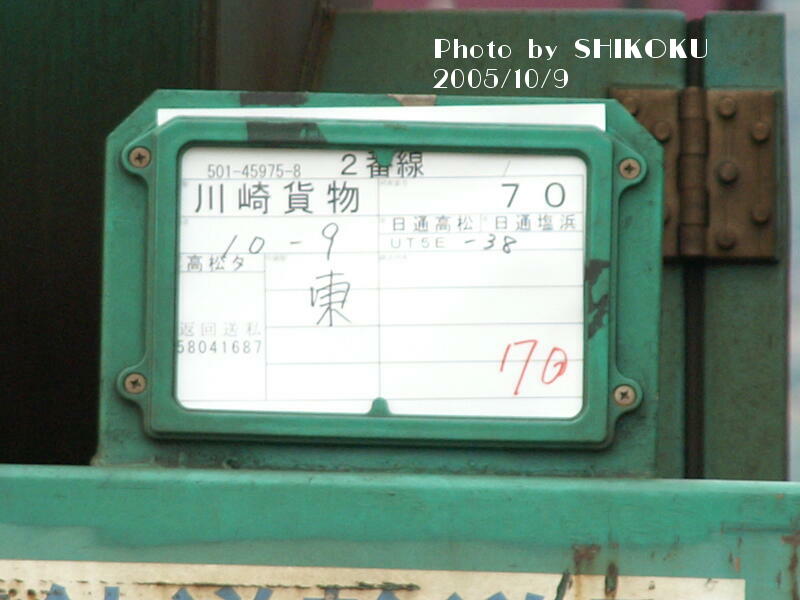 Photo by SHIKOKU
2005/10/9
501-45975-8 2番線
川崎貨物 70
日通高松 日通塩浜
10-9 UT5E -38
高松タ
東
返回送私
58041687
170